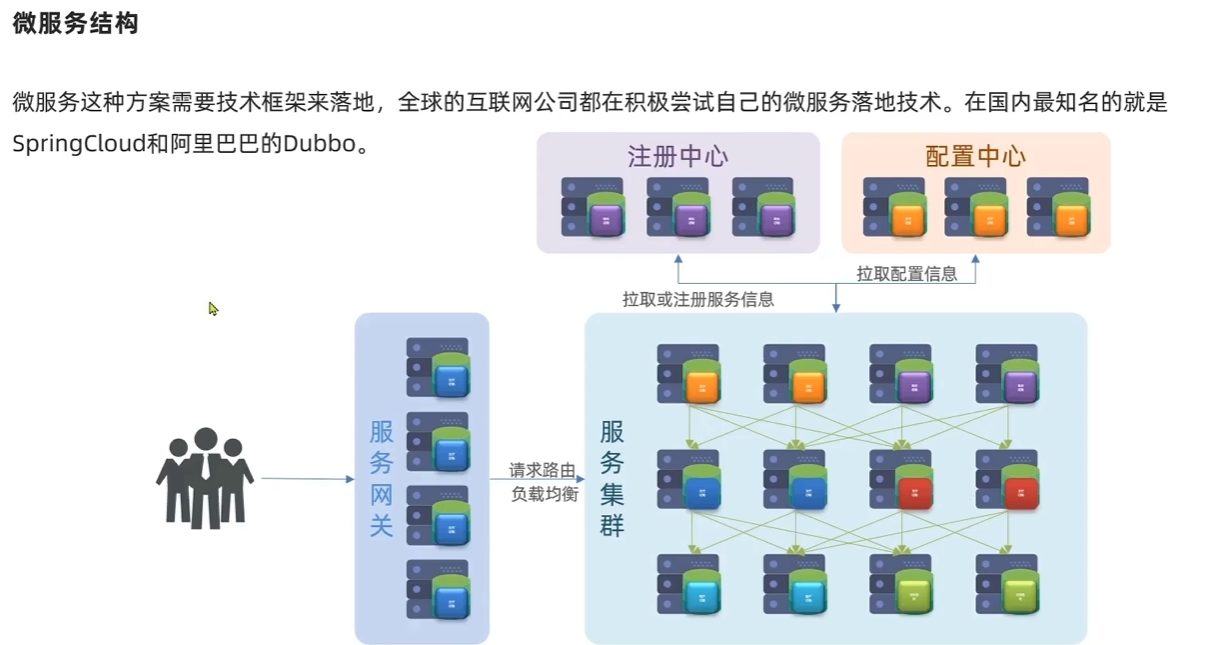 微服务结构
微服务这种方案需要技术框架来落地，全球的互联网公司都在积极尝试自己的微服务落地技术。在国内最知名的就是
SpringCloud和阿里巴巴的Dubbo。
注册中心
配置中心
拉取配置信息
拉取或注册服务信息
服务网关
请求路由
负载均衡
服务集群